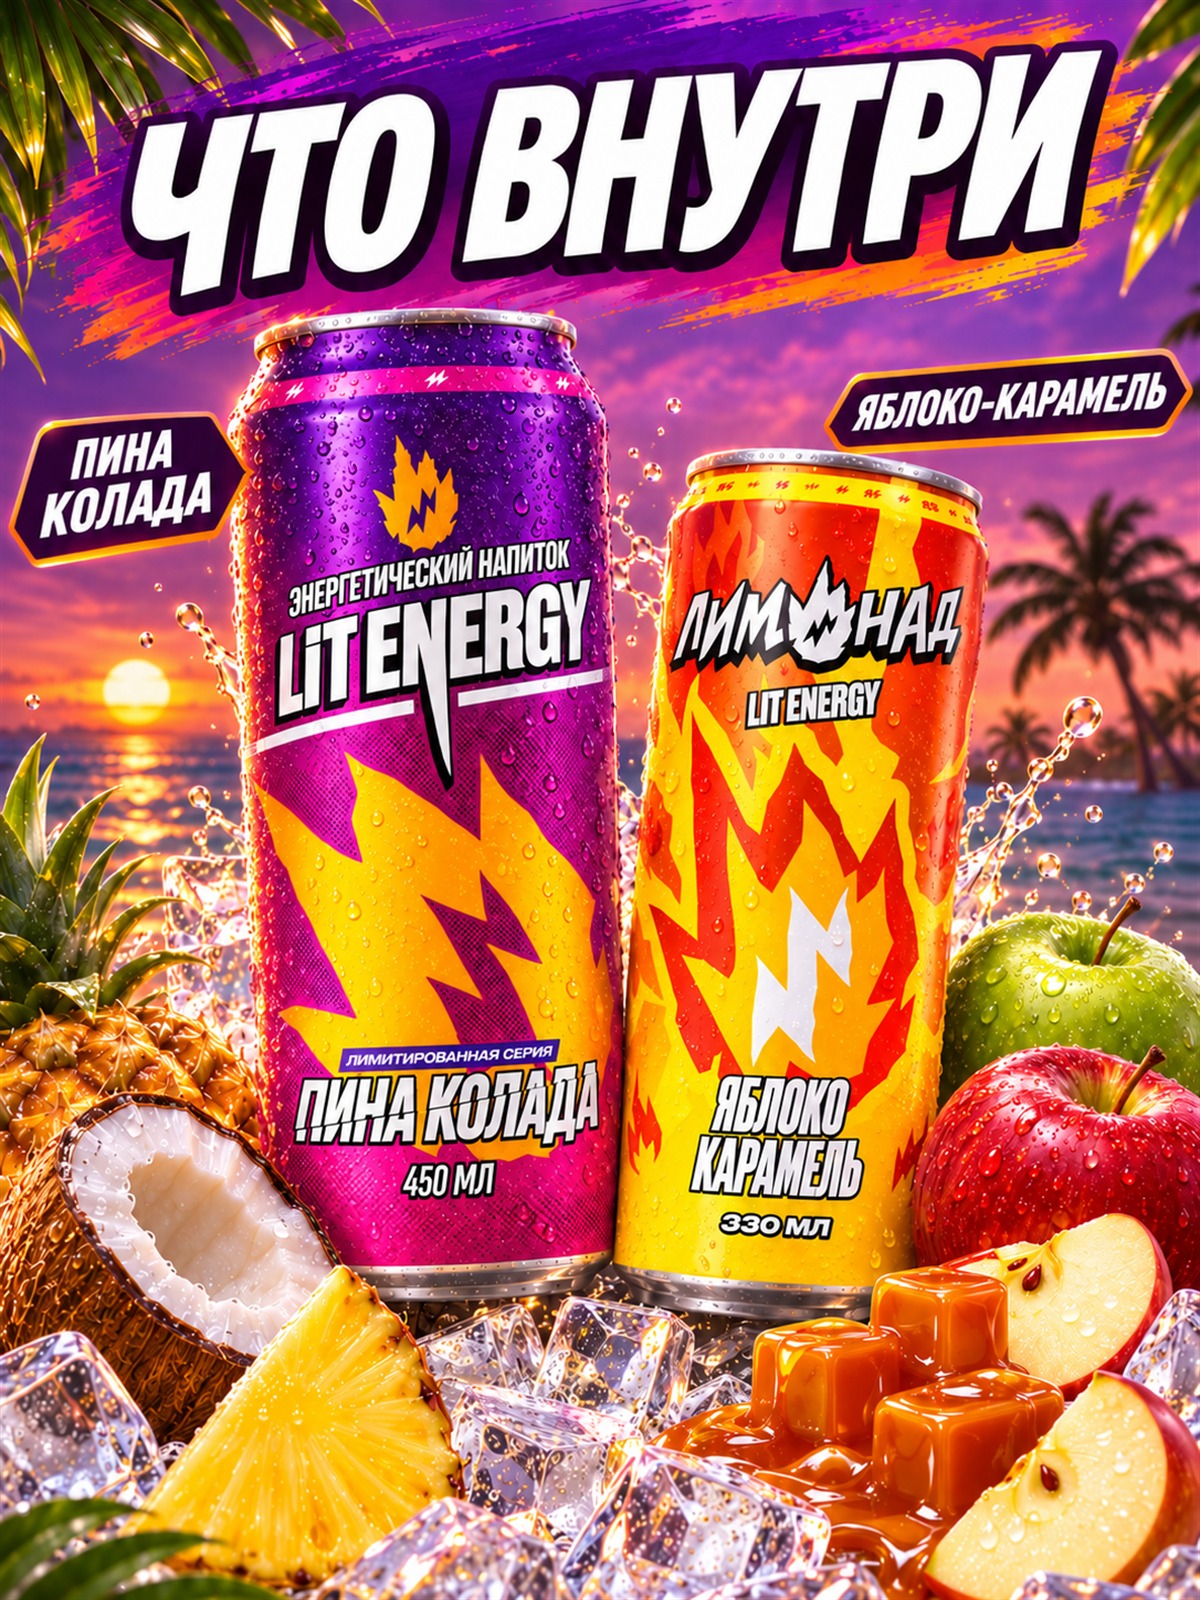 ЧТО ВНУТРИ
ПИНА
КОЛАДА
ЯБЛОКО-КАРАМЕЛЬ
ЭНЕРГЕТИЧЕСКИЙ НАПИТОК
LIT ENERGY
ЛИМИТИРОВАННАЯ СЕРИЯ
ПИНА КОЛАДА
450 МЛ
ЛИМОНАД
LIT ENERGY
ЯБЛОКО
КАРАМЕЛЬ
330 МЛ